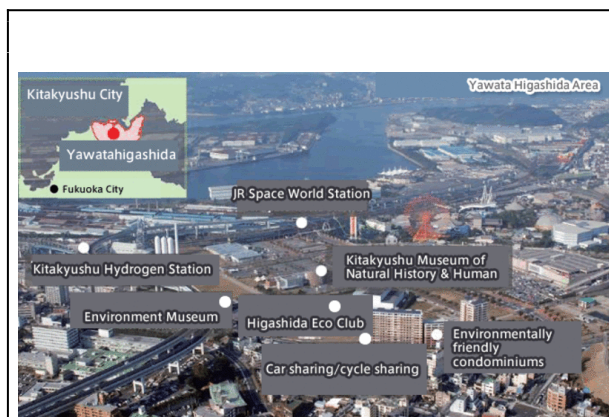 Yawata Higashida Area
Kitakyushu City
Yawatahigashida
Fukuoka City
JR Space World Station
Kitakyushu Hydrogen Station
Kitakyushu Museum of
Natural History & Human
Environment Museum
Higashida Eco Club
Environmentally
friendly
condominiums
Car sharing/cycle sharing